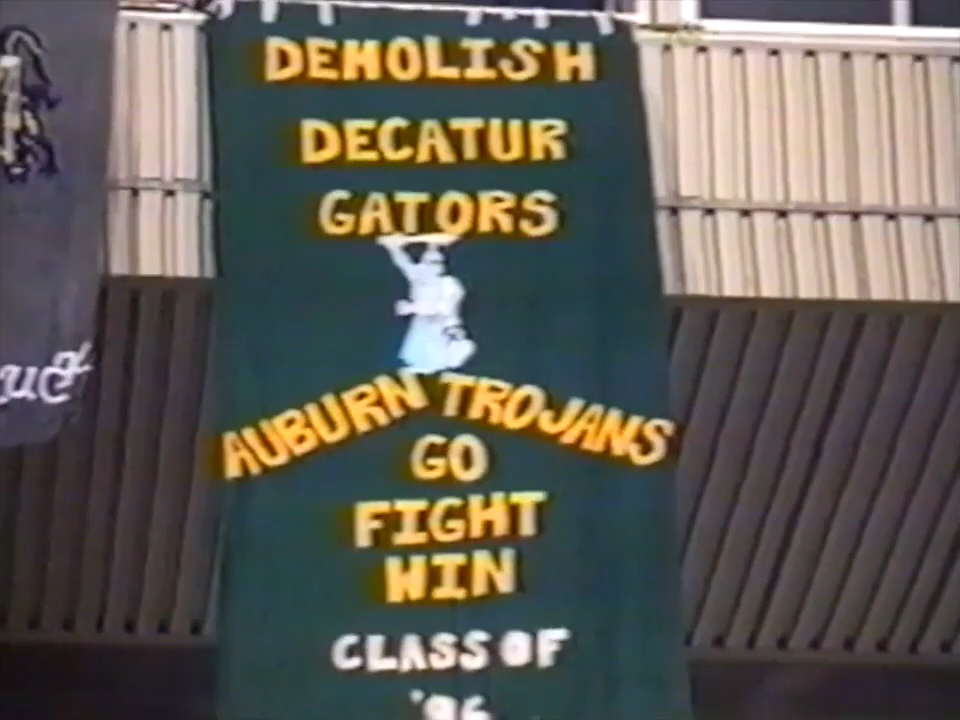 DEMOLISH
DECATUR
GATORS
AUBURN TROJANS
GO
FIGHT
WIN
CLASS OF
'96